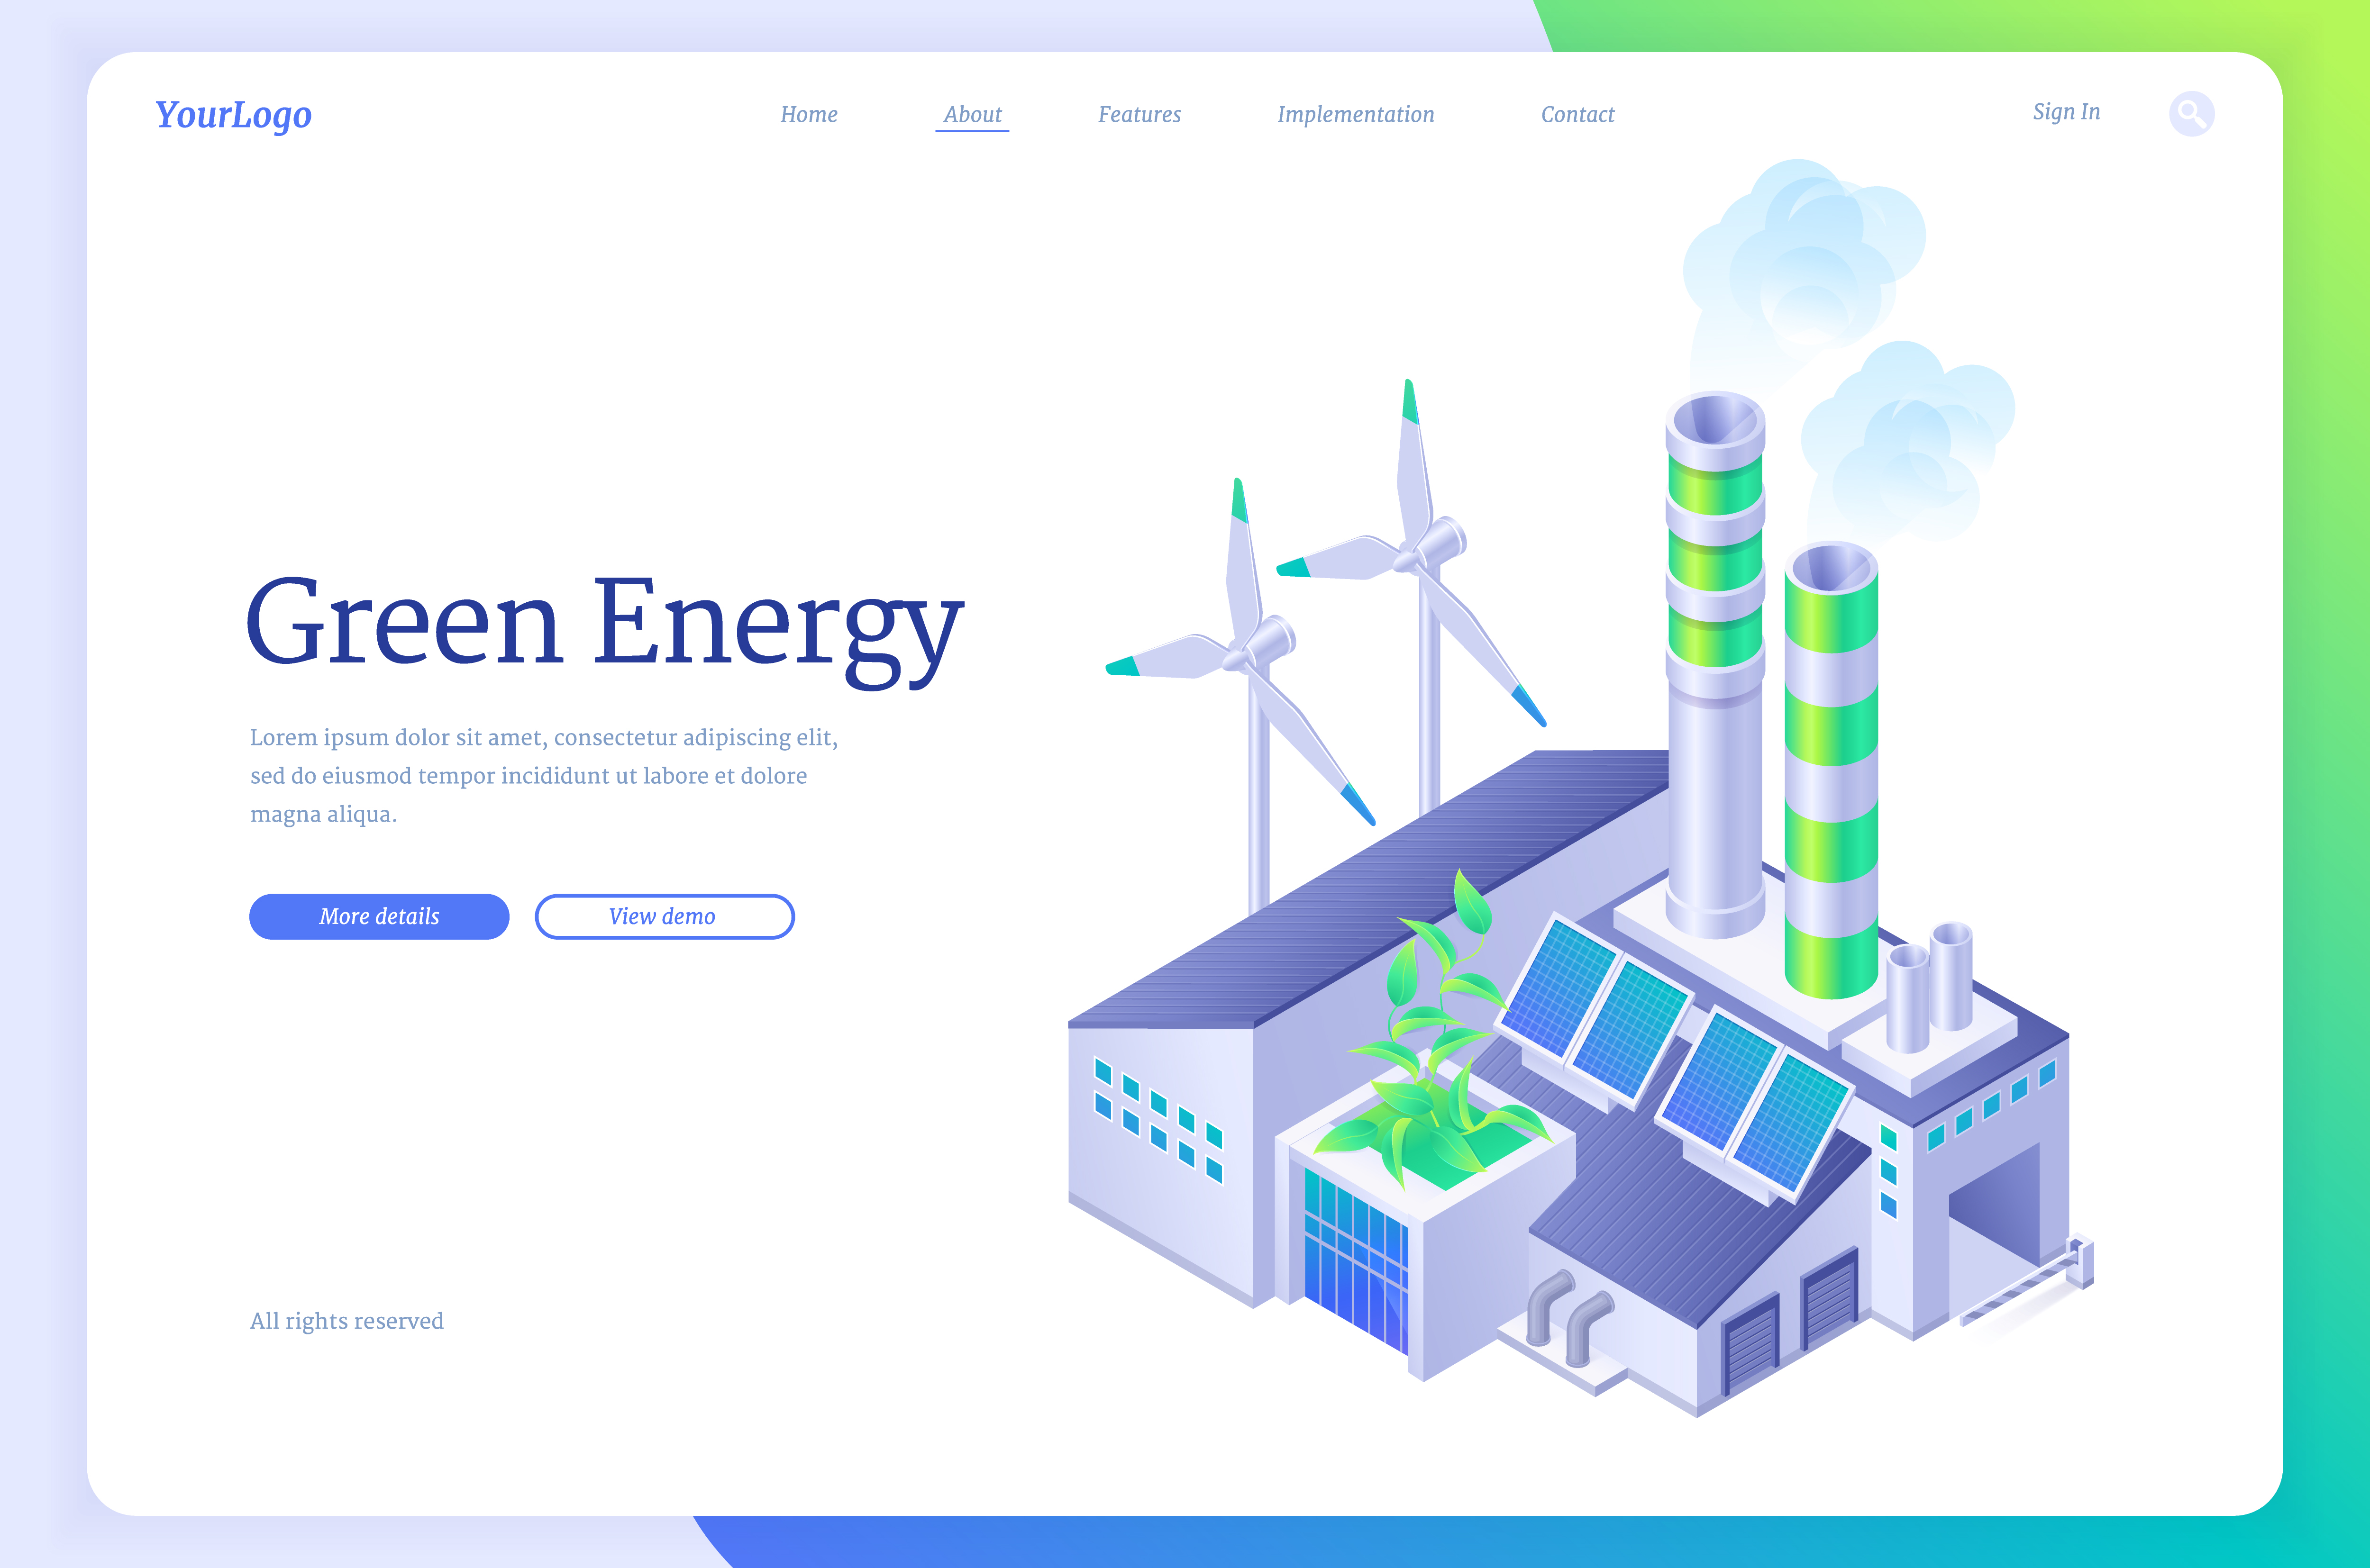 YourLogo
Home
About
Features
Implementation
Contact
Sign In
Green Energy
Lorem ipsum dolor sit amet, consectetur adipiscing elit,
sed do eiusmod tempor incididunt ut labore et dolore
magna aliqua.
More details
View demo
All rights reserved